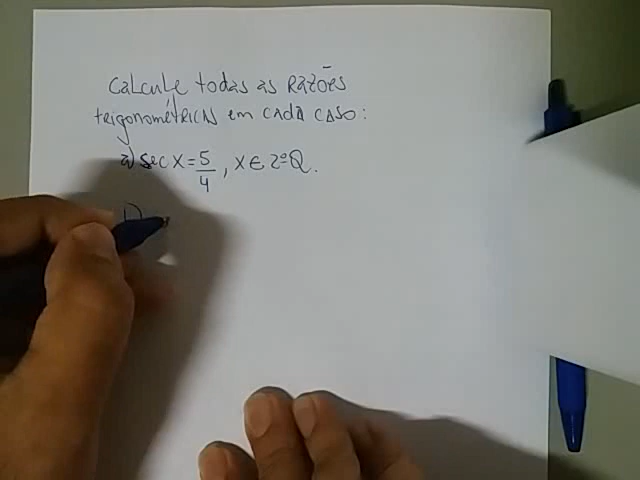 Calcule todas as Razões
trigonométricas em cada caso:
a) sec x = 5/4, x ∈ 2ºQ.